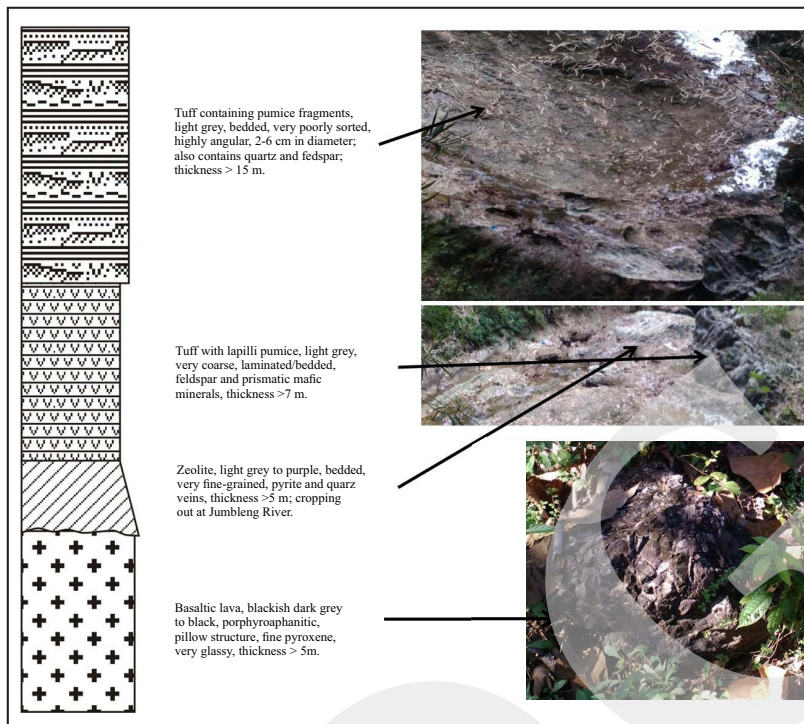 Tuff containing pumice fragments,
light grey, bedded, very poorly sorted,
highly angular, 2-6 cm in diameter;
also contains quartz and fedspar;
thickness > 15 m.
Tuff with lapilli pumice, light grey,
very coarse, laminated/bedded,
feldspar and prismatic mafic
minerals, thickness >7 m.
Zeolite, light grey to purple, bedded,
very fine-grained, pyrite and quarz
veins, thickness >5 m; cropping
out at Jumbleng River.
Basaltic lava, blackish dark grey
to black, porphyroaphanitic,
pillow structure, fine pyroxene,
very glassy, thickness > 5m.